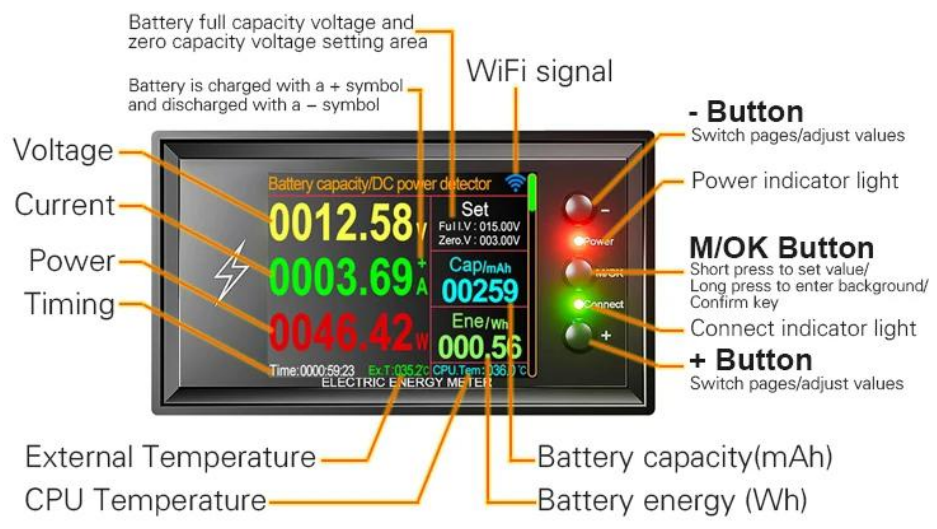 Battery full capacity voltage and
zero capacity voltage setting area
WiFi signal
Battery is charged with a + symbol
and discharged with a − symbol
- Button
Switch pages/adjust values
Voltage
Power indicator light
Current
M/OK Button
Short press to set value/
Long press to enter background/
Confirm key
Power
Timing
Connect indicator light
+ Button
Switch pages/adjust values
Battery capacity/DC power detector
0012.58V
Set
Full.V : 015.00V
Zero.V : 003.00V
0003.69+A
Cap/mAh
00259
0046.42W
Ene/Wh
000.56
Time:0000:59:23 Ex.T:035.2℃ CPU.Tem:036.0℃
ELECTRIC ENERGY METER
−
Power
M/OK
Connect
+
External Temperature
Battery capacity(mAh)
CPU Temperature
Battery energy (Wh)